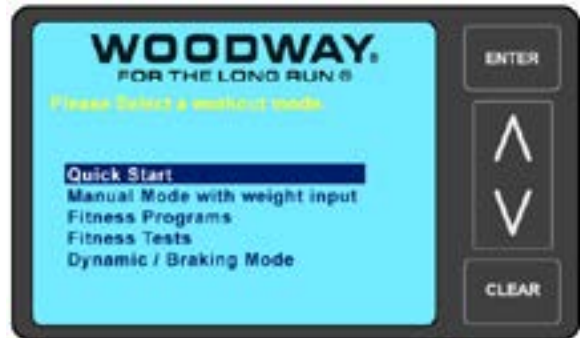 WOODWAY®
FOR THE LONG RUN ®
Please Select a workout mode.
Quick Start
Manual Mode with weight input
Fitness Programs
Fitness Tests
Dynamic / Braking Mode
ENTER
CLEAR